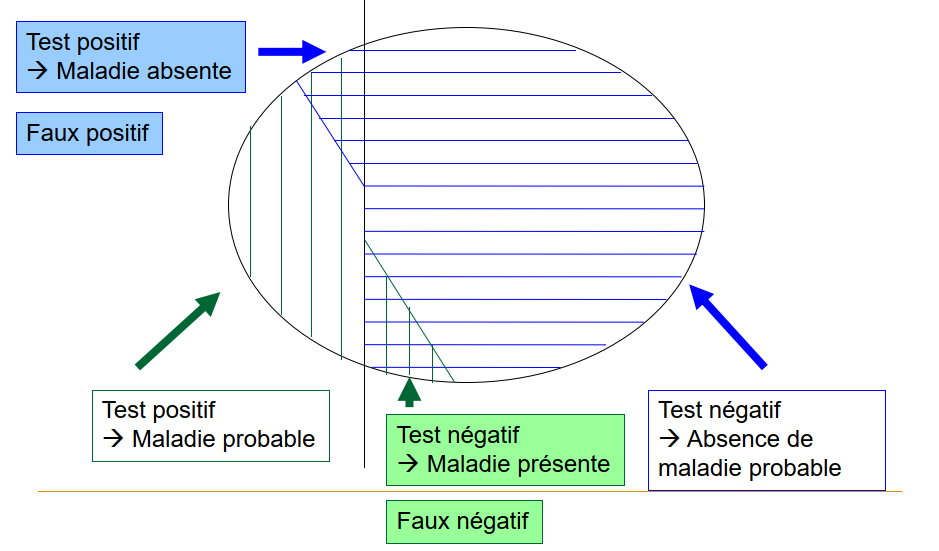 Test positif
→ Maladie absente
Faux positif
Test positif
→ Maladie probable
Test négatif
→ Maladie présente
Faux négatif
Test négatif
→ Absence de
maladie probable